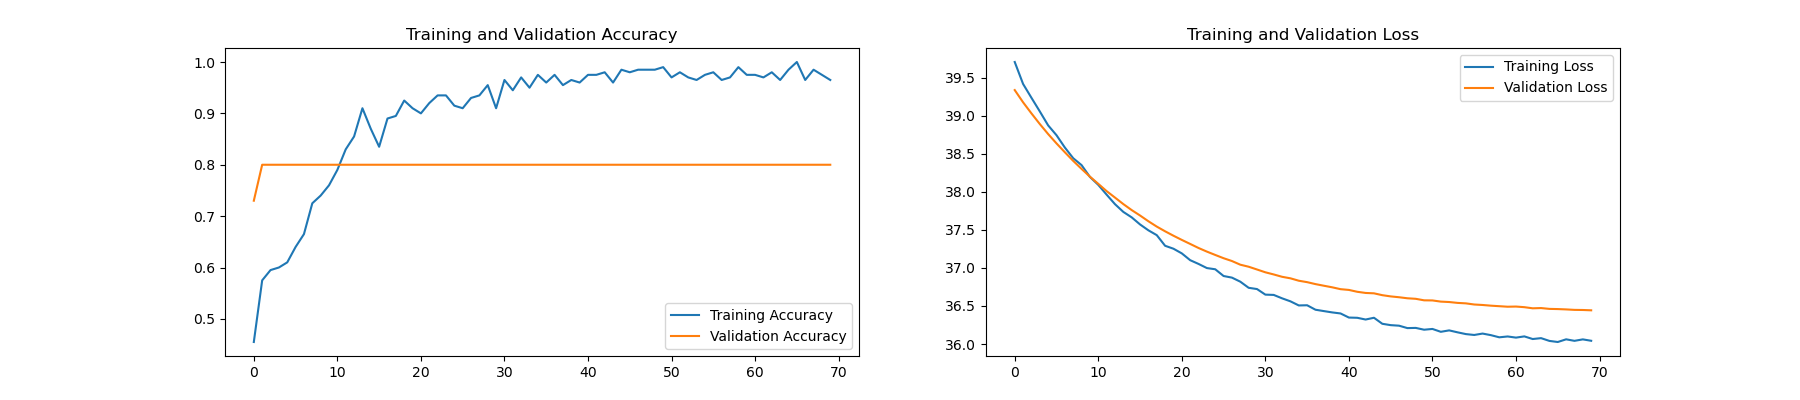 Training and Validation Accuracy
1.0
0.9
0.8
0.7
0.6
0.5
Training Accuracy
Validation Accuracy
0 10 20 30 40 50 60 70
Training and Validation Loss
39.5
39.0
38.5
38.0
37.5
37.0
36.5
36.0
Training Loss
Validation Loss
0 10 20 30 40 50 60 70